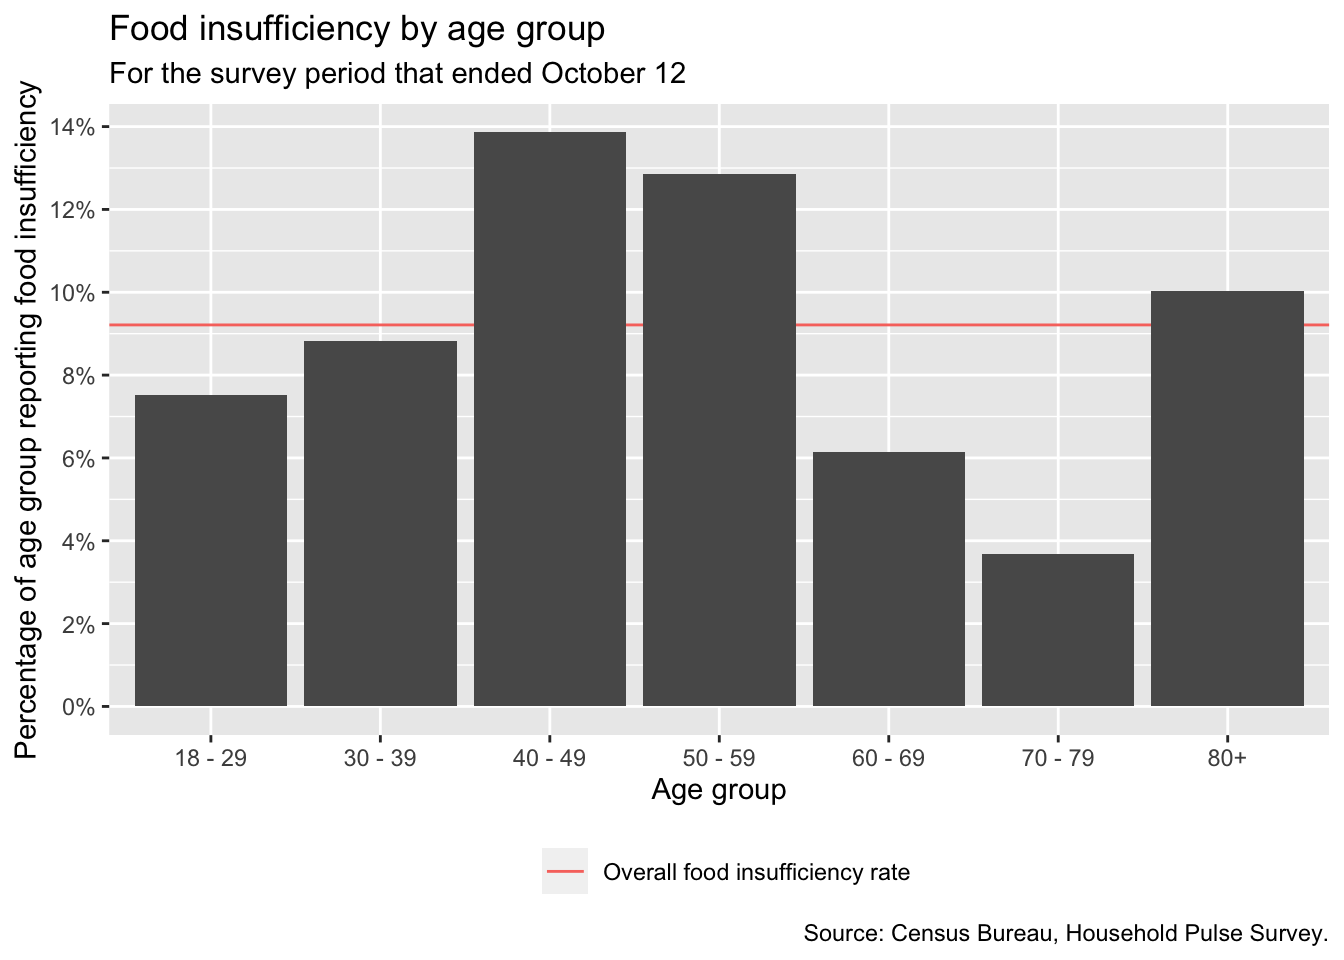 Food insufficiency by age group
For the survey period that ended October 12
Percentage of age group reporting food insufficiency
14%
12%
10%
8%
6%
4%
2%
0%
18 - 29
30 - 39
40 - 49
50 - 59
60 - 69
70 - 79
80+
Age group
Overall food insufficiency rate
Source: Census Bureau, Household Pulse Survey.